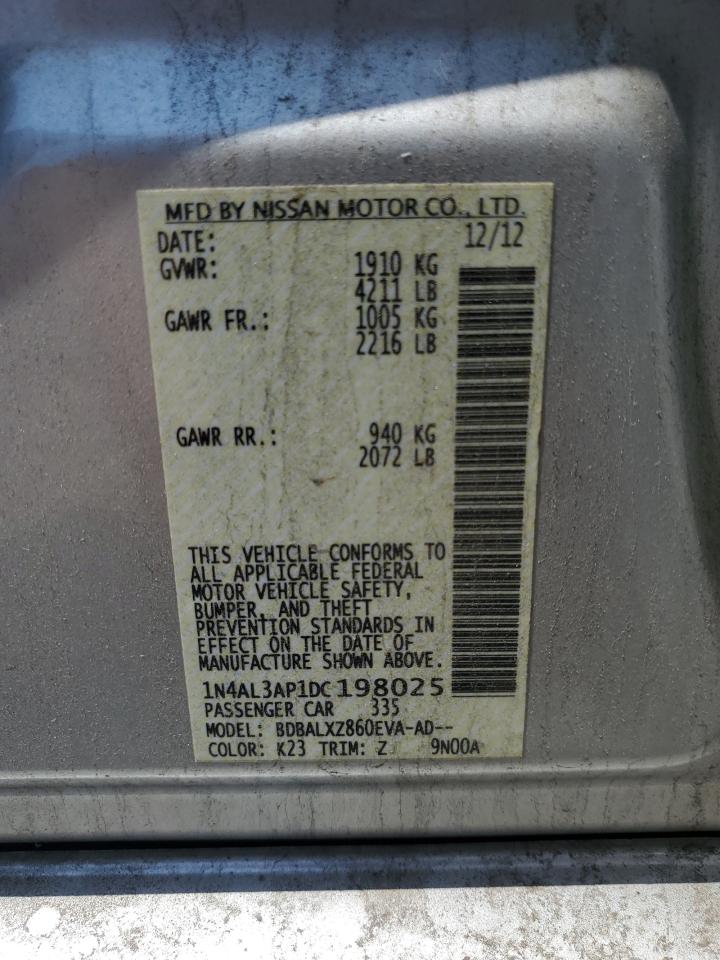 MFD BY NISSAN MOTOR CO., LTD.
DATE: 12/12
GVWR: 1910 KG
4211 LB
GAWR FR.: 1005 KG
2216 LB
GAWR RR.: 940 KG
2072 LB
THIS VEHICLE CONFORMS TO
ALL APPLICABLE FEDERAL
MOTOR VEHICLE SAFETY,
BUMPER, AND THEFT
PREVENTION STANDARDS IN
EFFECT ON THE DATE OF
MANUFACTURE SHOWN ABOVE.
1N4AL3AP1DC198025
PASSENGER CAR 335
MODEL: BDBALXZ860EVA-AD--
COLOR: K23 TRIM: Z 9N00A